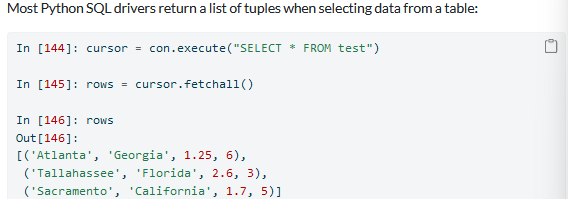 Most Python SQL drivers return a list of tuples when selecting data from a table:
In [144]: cursor = con.execute("SELECT * FROM test")
In [145]: rows = cursor.fetchall()
In [146]: rows
Out[146]:
[('Atlanta', 'Georgia', 1.25, 6),
 ('Tallahassee', 'Florida', 2.6, 3),
 ('Sacramento', 'California', 1.7, 5)]